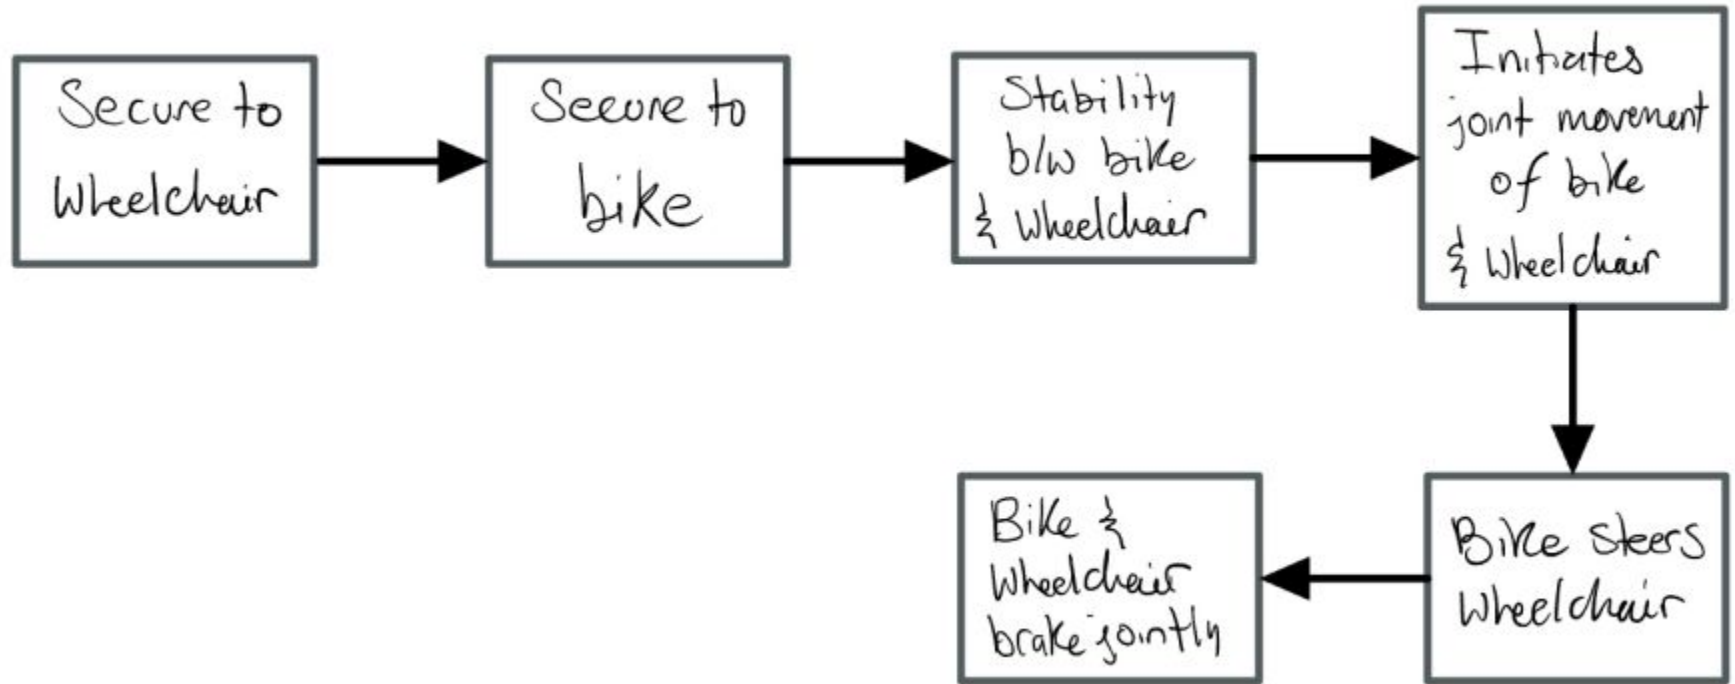 Secure to
Wheelchair
Secure to
bike
Stability
b/w bike
& Wheelchair
Initiates
joint movement
of bike
& Wheelchair
Bike steers
Wheelchair
Bike &
Wheelchair
brake jointly